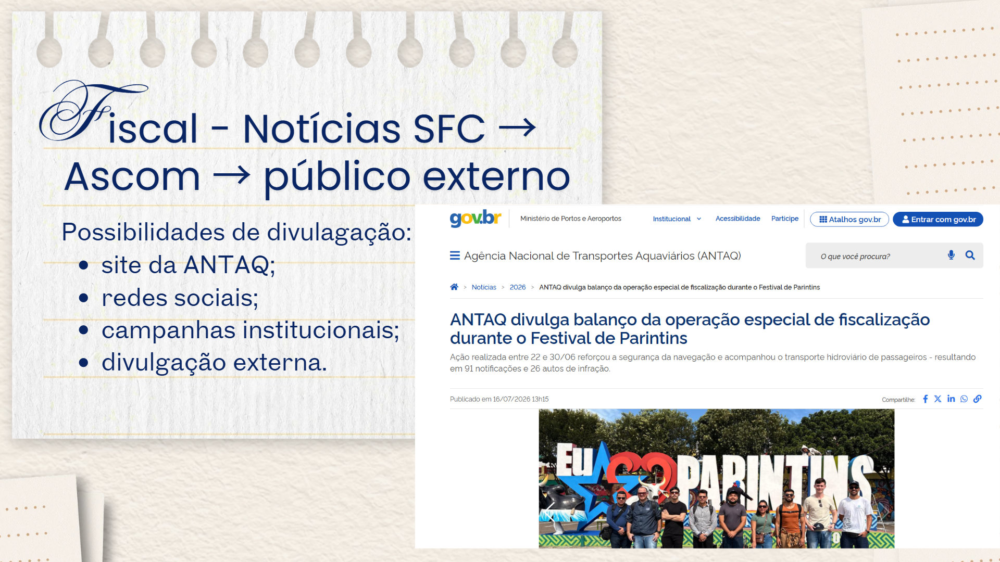 Fiscal - Notícias SFC →
Ascom → público externo
Possibilidades de divulagação:
• site da ANTAQ;
• redes sociais;
• campanhas institucionais;
• divulgação externa.
gov.br
Ministério de Portos e Aeroportos
Institucional
Acessibilidade
Participe
Atalhos gov.br
Entrar com gov.br
Agência Nacional de Transportes Aquaviários (ANTAQ)
O que você procura?
> Notícias > 2026 > ANTAQ divulga balanço da operação especial de fiscalização durante o Festival de Parintins
ANTAQ divulga balanço da operação especial de fiscalização
durante o Festival de Parintins
Ação realizada entre 22 e 30/06 reforçou a segurança da navegação e acompanhou o transporte hidroviário de passageiros - resultando
em 91 notificações e 26 autos de infração.
Publicado em 16/07/2026 13h15
Compartilhe:
Eu
PARINTINS